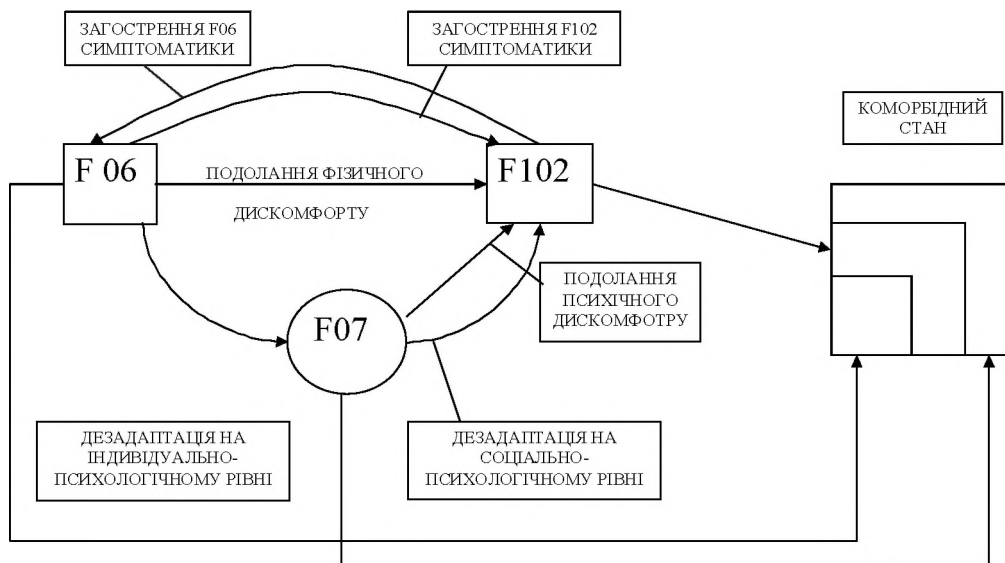 ЗАГОСТРЕННЯ F06
СИМПТОМАТИКИ
ЗАГОСТРЕННЯ F102
СИМПТОМАТИКИ
КОМОРБІДНИЙ
СТАН
F 06
ПОДОЛАННЯ ФІЗИЧНОГО
ДИСКОМФОРТУ
F102
ПОДОЛАННЯ
ПСИХІЧНОГО
ДИСКОМФОТРУ
F07
ДЕЗАДАПТАЦІЯ НА
ІНДИВІДУАЛЬНО-
ПСИХОЛОГІЧНОМУ РІВНІ
ДЕЗАДАПТАЦІЯ НА
СОЦІАЛЬНО-
ПСИХОЛОГІЧНОМУ РІВНІ